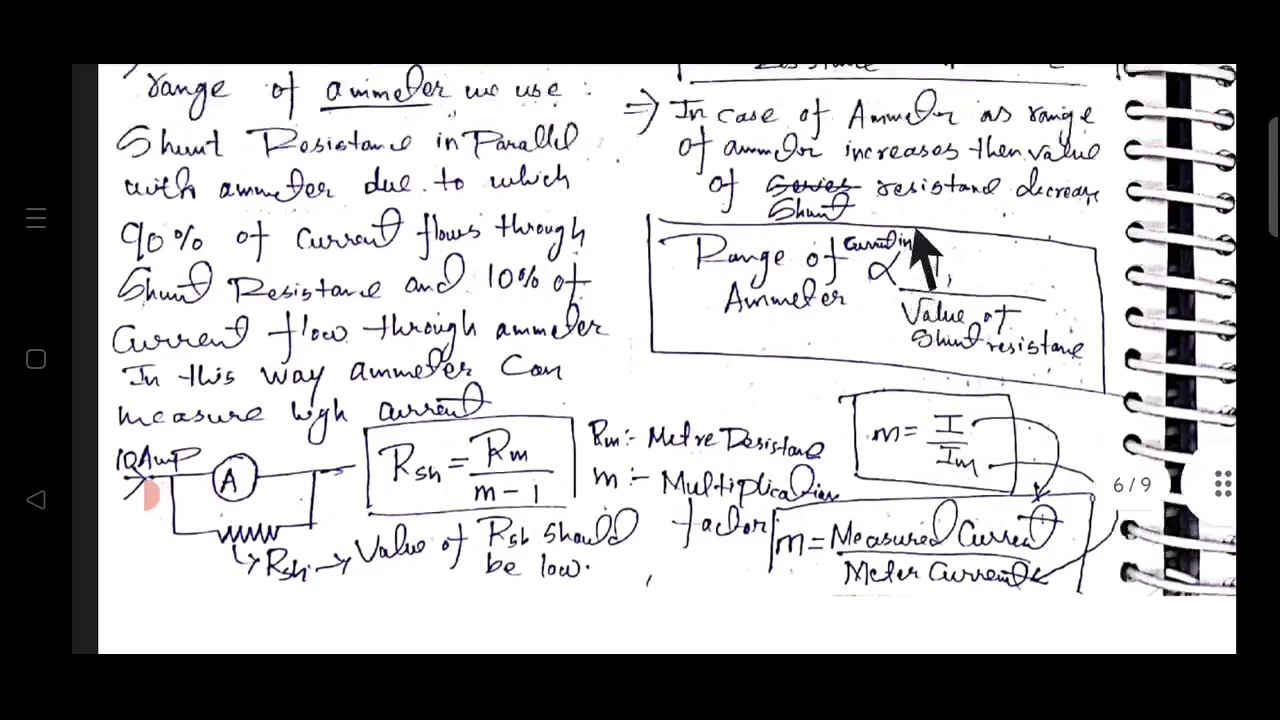 range of ammeter we use :
Shunt Resistance in Parallel
with ammeter due to which
90% of Current flows through
Shunt Resistance and 10% of
Current flow through ammeter
In this way ammeter Can
measure high current
10Amp
A
Rsh = Rm / m - 1
Rsh → Value of Rsh should
be low.
Rm :- Metre Resistance
m :- Multiplication
factor
⇒ In case of Ammeter as range
of ammeter increases then value
of Series resistance decrease
Shunt
Range of Current in
Ammeter ∝ 1 /
Value of
Shunt resistance
m = I / Im
m = Measured Current
Meter Current
6/9